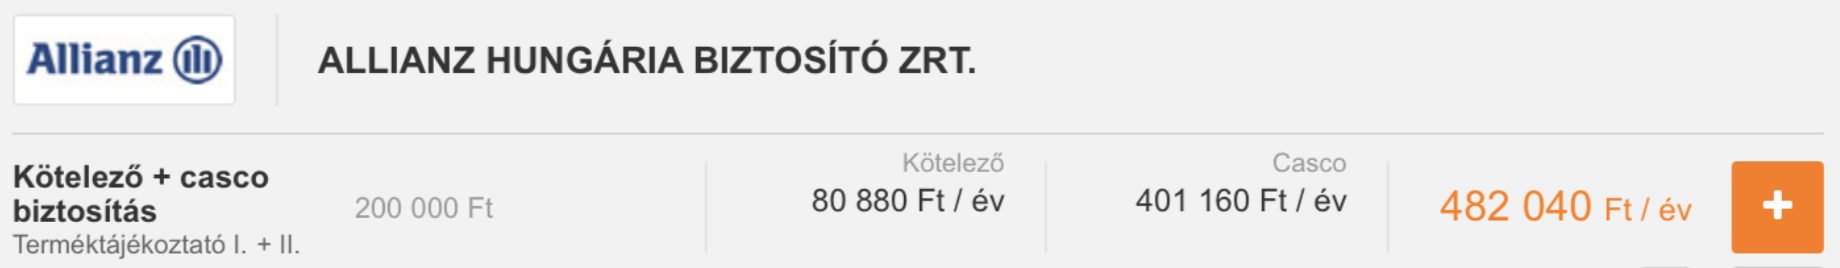 Allianz
ALLIANZ HUNGÁRIA BIZTOSÍTÓ ZRT.
Kötelező + casco
biztosítás
Terméktájékoztató I. + II.
200 000 Ft
Kötelező
80 880 Ft / év
Casco
401 160 Ft / év
482 040 Ft / év
+